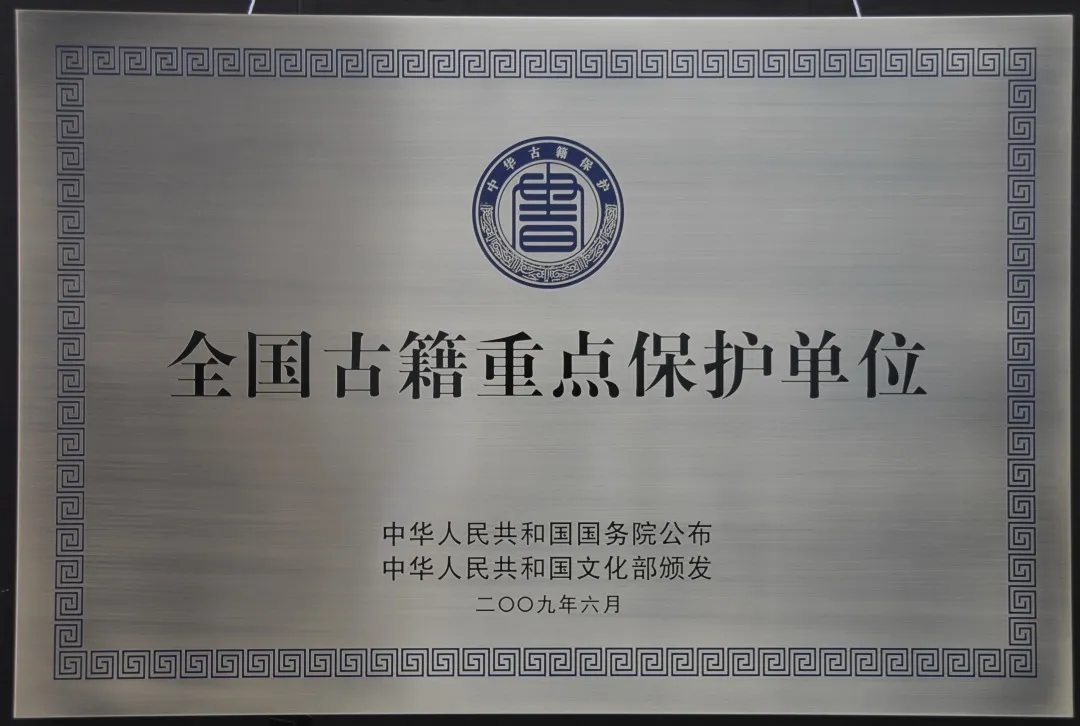 中华古籍保护
書
全国古籍重点保护单位
中华人民共和国国务院公布
中华人民共和国文化部颁发
二〇〇九年六月